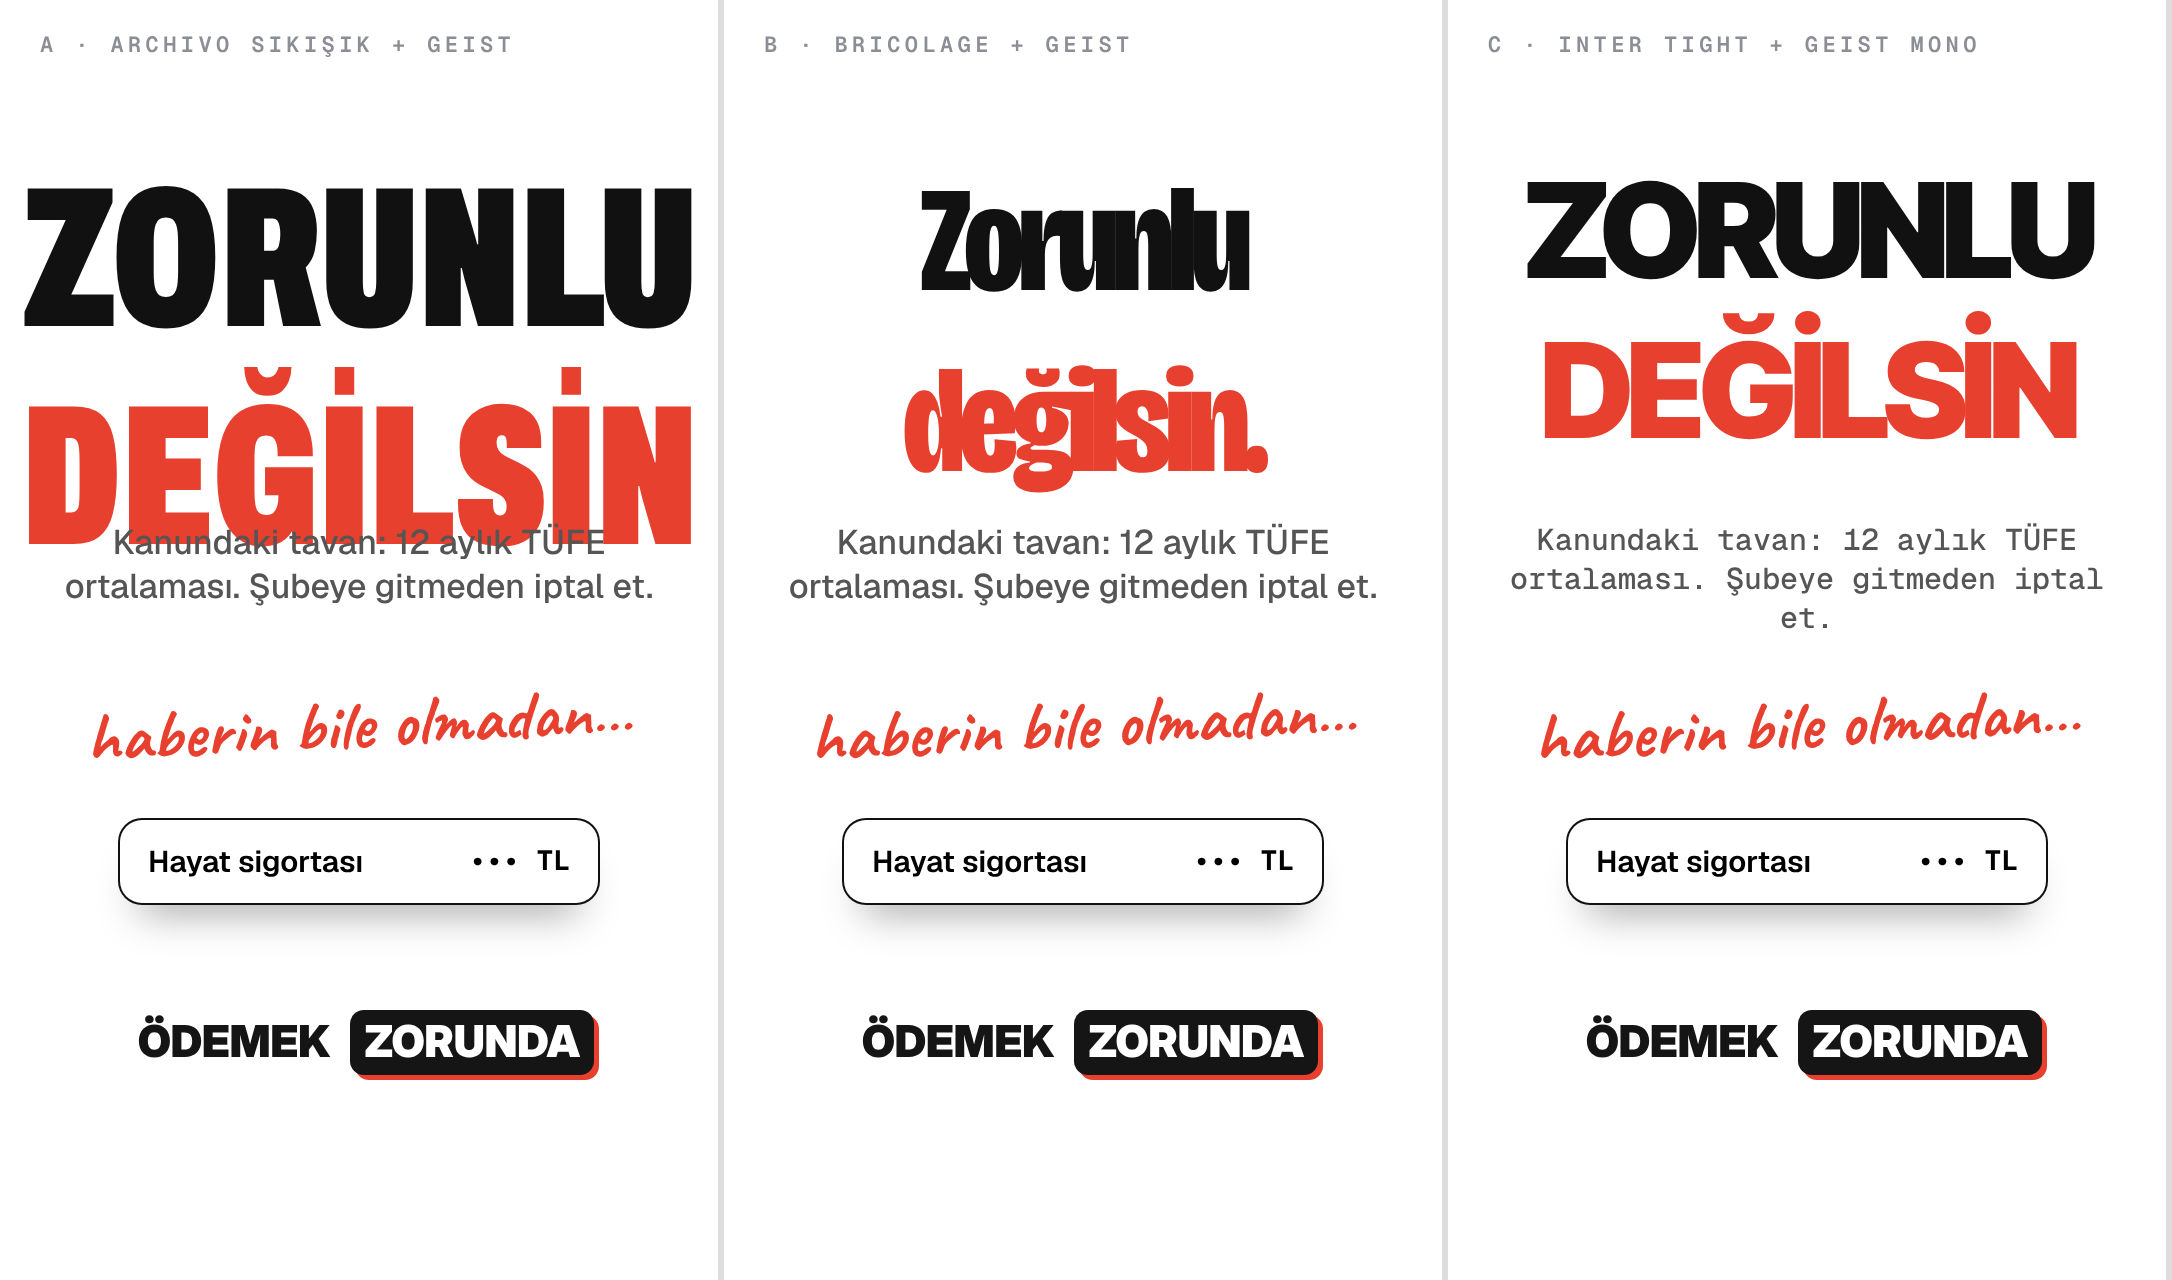 A · ARCHIVO SIKIŞIK + GEIST
ZORUNLU
DEĞİLSİN
Kanundaki tavan: 12 aylık TÜFE
ortalaması. Şubeye gitmeden iptal et.
haberin bile olmadan...
Hayat sigortası ••• TL
ÖDEMEK ZORUNDA
B · BRICOLAGE + GEIST
Zorunlu
değilsin.
Kanundaki tavan: 12 aylık TÜFE
ortalaması. Şubeye gitmeden iptal et.
haberin bile olmadan...
Hayat sigortası ••• TL
ÖDEMEK ZORUNDA
C · INTER TIGHT + GEIST MONO
ZORUNLU
DEĞİLSİN
Kanundaki tavan: 12 aylık TÜFE
ortalaması. Şubeye gitmeden iptal
et.
haberin bile olmadan...
Hayat sigortası ••• TL
ÖDEMEK ZORUNDA